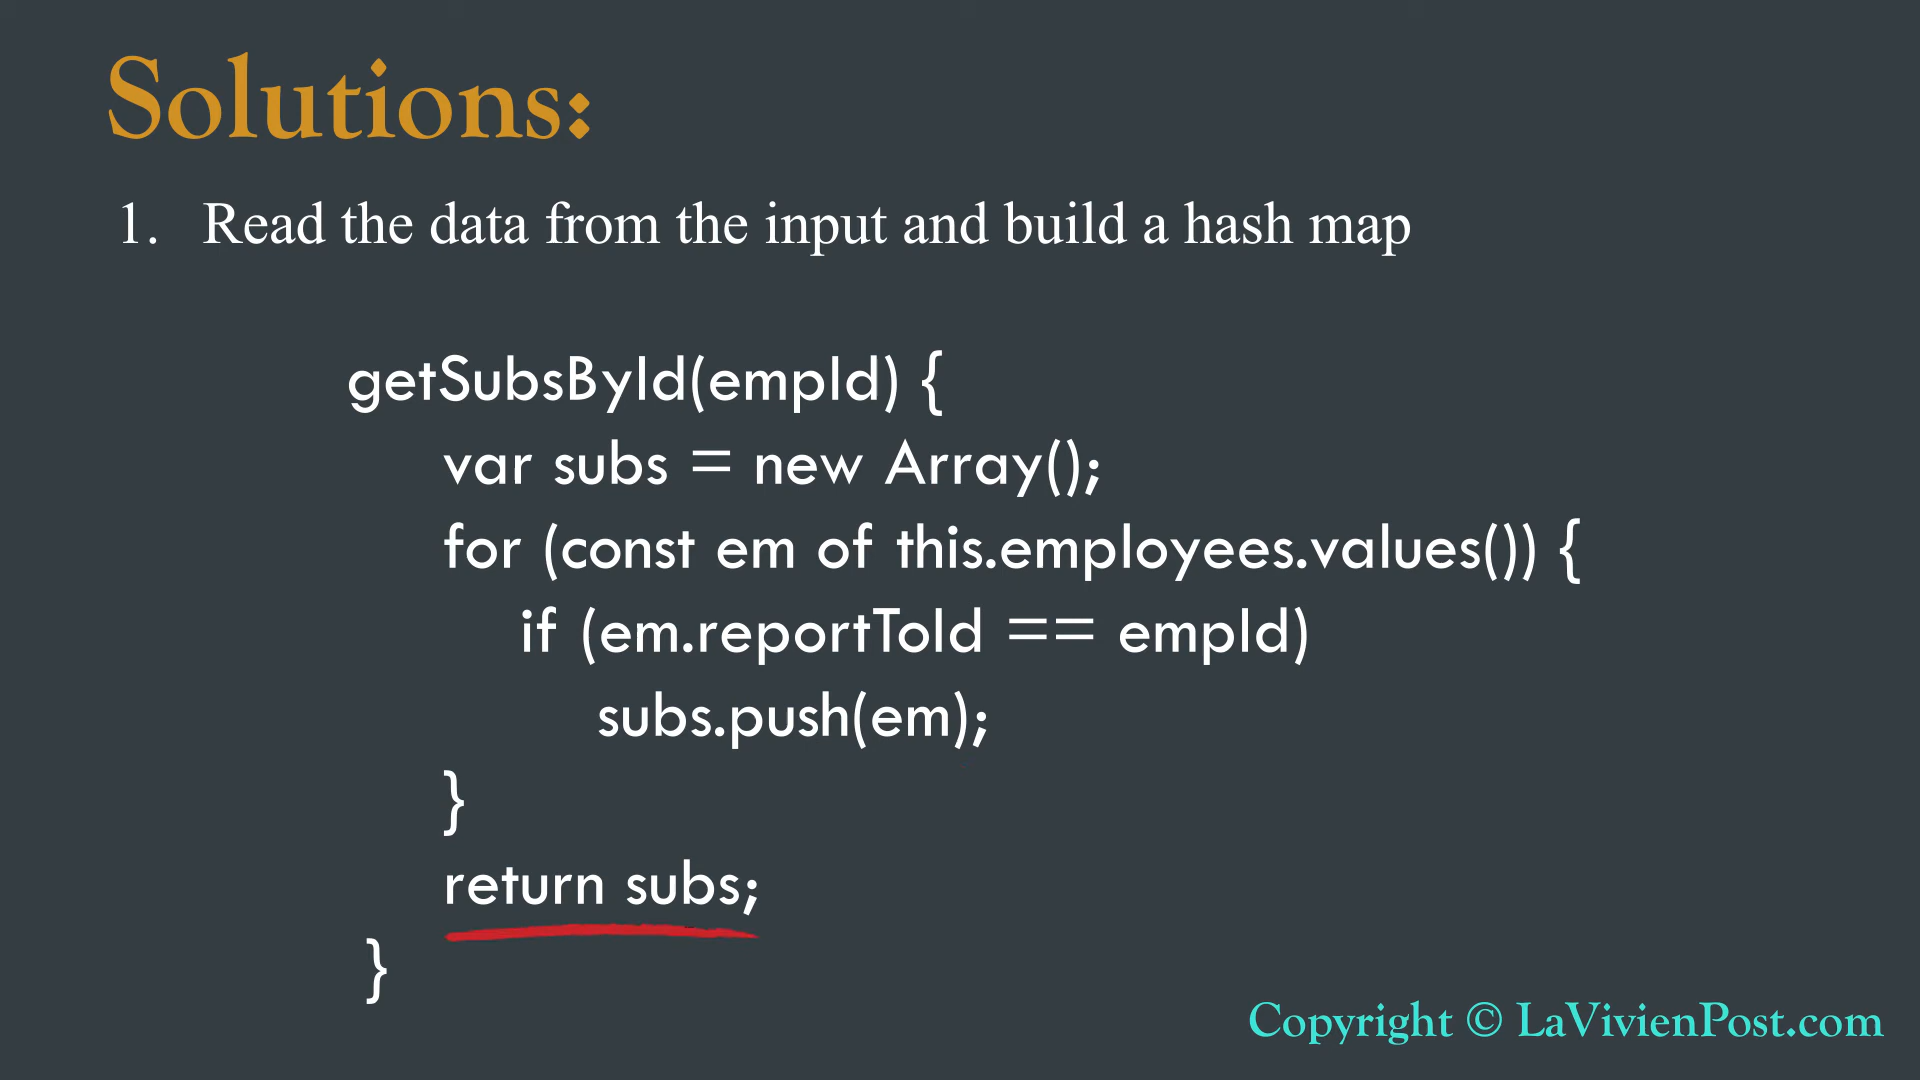 Solutions:
1. Read the data from the input and build a hash map
getSubsById(empId) {
var subs = new Array();
for (const em of this.employees.values()) {
if (em.reportToId == empId)
subs.push(em);
}
return subs;
}
Copyright © LaVivienPost.com